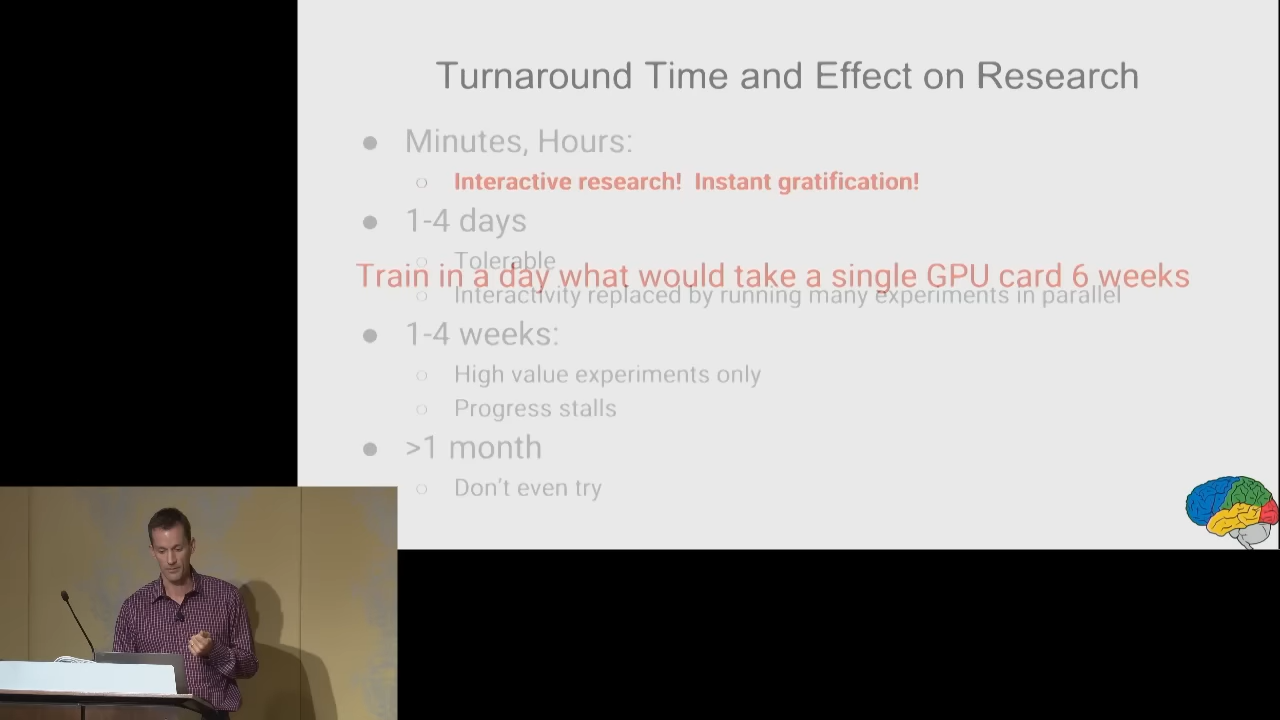 Turnaround Time and Effect on Research
● Minutes, Hours:
○ Interactive research! Instant gratification!
● 1-4 days
○ Tolerable
Train in a day what would take a single GPU card 6 weeks
○ Interactivity replaced by running many experiments in parallel
● 1-4 weeks:
○ High value experiments only
○ Progress stalls
● >1 month
○ Don't even try